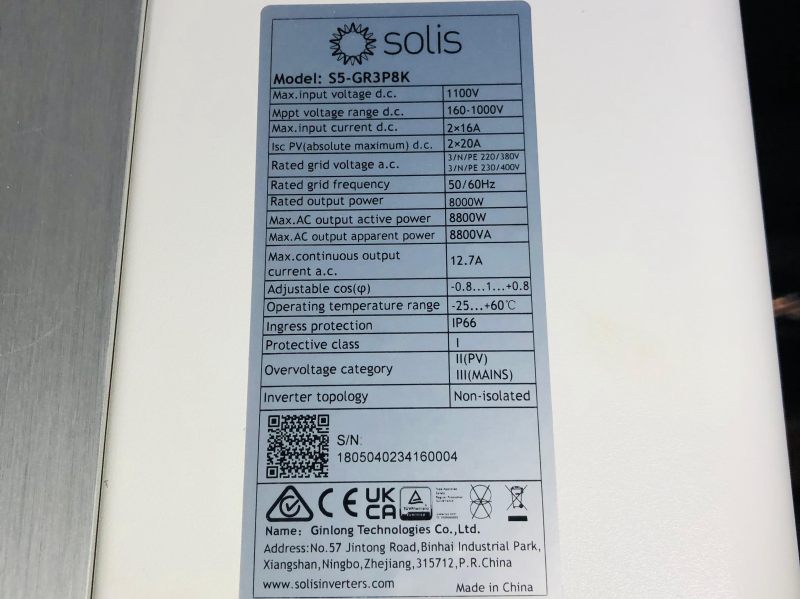 solis
Model: S5-GR3P8K
Max.input voltage d.c. 1100V
Mppt voltage range d.c. 160-1000V
Max.input current d.c. 2×16A
Isc PV(absolute maximum) d.c. 2×20A
Rated grid voltage a.c. 3/N/PE 220/380V
3/N/PE 230/400V
Rated grid frequency 50/60Hz
Rated output power 8000W
Max.AC output active power 8800W
Max.AC output apparent power 8800VA
Max.continuous output
current a.c. 12.7A
Adjustable cos(φ) -0.8...1...+0.8
Operating temperature range -25...+60℃
Ingress protection IP66
Protective class I
Overvoltage category II(PV)
III(MAINS)
Inverter topology Non-isolated
S/N:
1805040234160004
CE UK
CA
Name: Ginlong Technologies Co.,Ltd.
Address:No.57 Jintong Road,Binhai Industrial Park,
Xiangshan,Ningbo,Zhejiang,315712,P.R.China
www.solisinverters.com Made in China